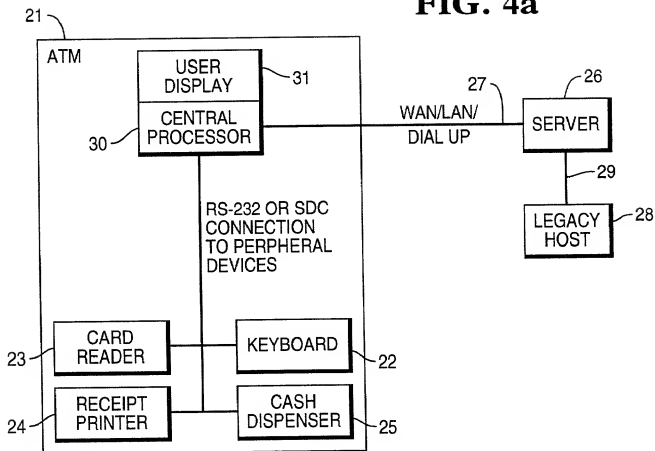 FIG. 4a
21
ATM
USER
DISPLAY
31
CENTRAL
PROCESSOR
30
WAN/LAN/
DIAL UP
27
26
SERVER
29
LEGACY
HOST
28
RS-232 OR SDC
CONNECTION
TO PERPHERAL
DEVICES
CARD
READER
23
KEYBOARD
22
RECEIPT
PRINTER
24
CASH
DISPENSER
25